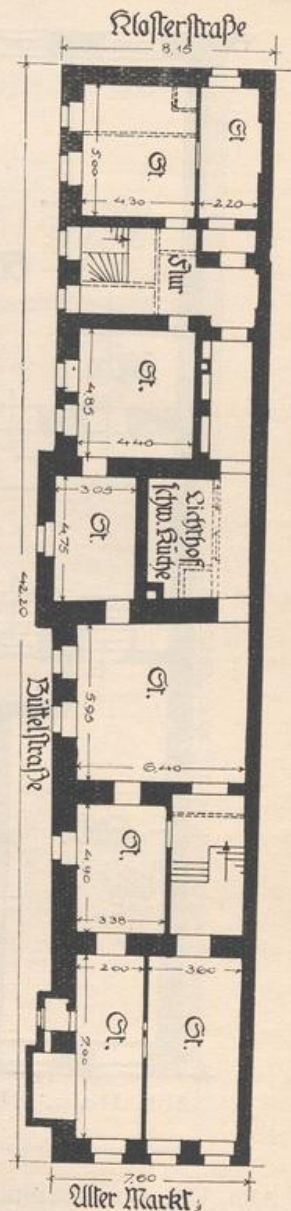 Klosterstraße
8,15
St.
St
5,00
4,30
2,20
Flur
St.
4,85
4,40
3,05
St.
4,75
Lichthof
schw. Küche
42,20
Büttelstraße
St.
5,95
6,40
St.
4,90
3,38
2,00
3,60
St.
St.
7,00
7,60
Alter Markt.